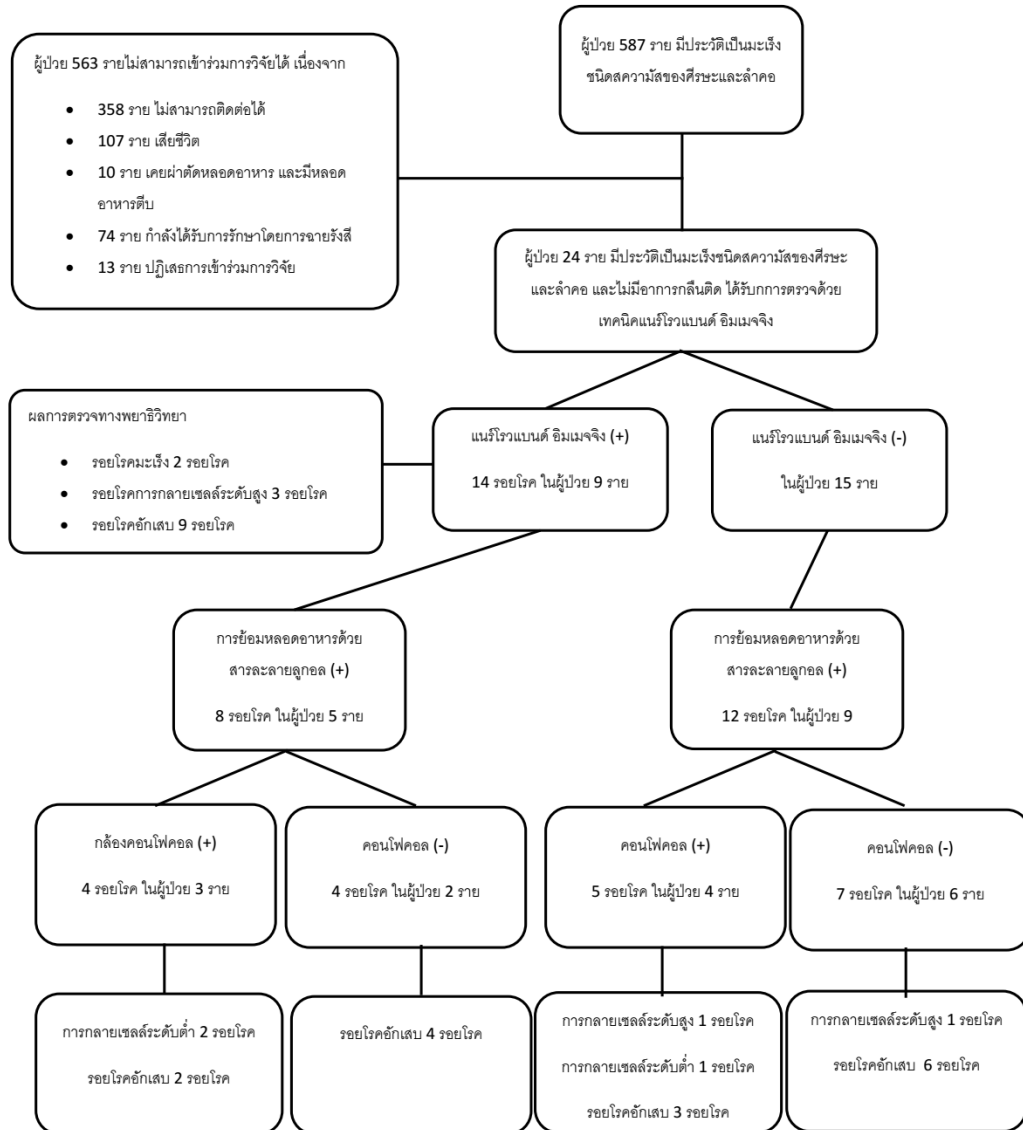 ผู้ป่วย 587 ราย มีประวัติเป็นมะเร็ง
ชนิดสความัสของศีรษะและลำคอ
ผู้ป่วย 563 รายไม่สามารถเข้าร่วมการวิจัยได้ เนื่องจาก
• 358 ราย ไม่สามารถติดต่อได้
• 107 ราย เสียชีวิต
• 10 ราย เคยผ่าตัดหลอดอาหาร และมีหลอด
อาหารตีบ
• 74 ราย กำลังได้รับการรักษาโดยการฉายรังสี
• 13 ราย ปฏิเสธการเข้าร่วมการวิจัย
ผู้ป่วย 24 ราย มีประวัติเป็นมะเร็งชนิดสความัสของศีรษะ
และลำคอ และไม่มีอาการกลืนติด ได้รับกการตรวจด้วย
เทคนิคแนร์โรวแบนด์ อิมเมจจิง
ผลการตรวจทางพยาธิวิทยา
• รอยโรคมะเร็ง 2 รอยโรค
• รอยโรคการกลายเซลล์ระดับสูง 3 รอยโรค
• รอยโรคอักเสบ 9 รอยโรค
แนร์โรวแบนด์ อิมเมจจิง (+)
14 รอยโรค ในผู้ป่วย 9 ราย
แนร์โรวแบนด์ อิมเมจจิง (-)
ในผู้ป่วย 15 ราย
การย้อมหลอดอาหารด้วย
สารละลายลูกอล (+)
8 รอยโรค ในผู้ป่วย 5 ราย
การย้อมหลอดอาหารด้วย
สารละลายลูกอล (+)
12 รอยโรค ในผู้ป่วย 9
กล้องคอนโฟคอล (+)
4 รอยโรค ในผู้ป่วย 3 ราย
คอนโฟคอล (-)
4 รอยโรค ในผู้ป่วย 2 ราย
คอนโฟคอล (+)
5 รอยโรค ในผู้ป่วย 4 ราย
คอนโฟคอล (-)
7 รอยโรค ในผู้ป่วย 6 ราย
การกลายเซลล์ระดับต่ำ 2 รอยโรค
รอยโรคอักเสบ 2 รอยโรค
รอยโรคอักเสบ 4 รอยโรค
การกลายเซลล์ระดับสูง 1 รอยโรค
การกลายเซลล์ระดับต่ำ 1 รอยโรค
รอยโรคอักเสบ 3 รอยโรค
การกลายเซลล์ระดับสูง 1 รอยโรค
รอยโรคอักเสบ 6 รอยโรค